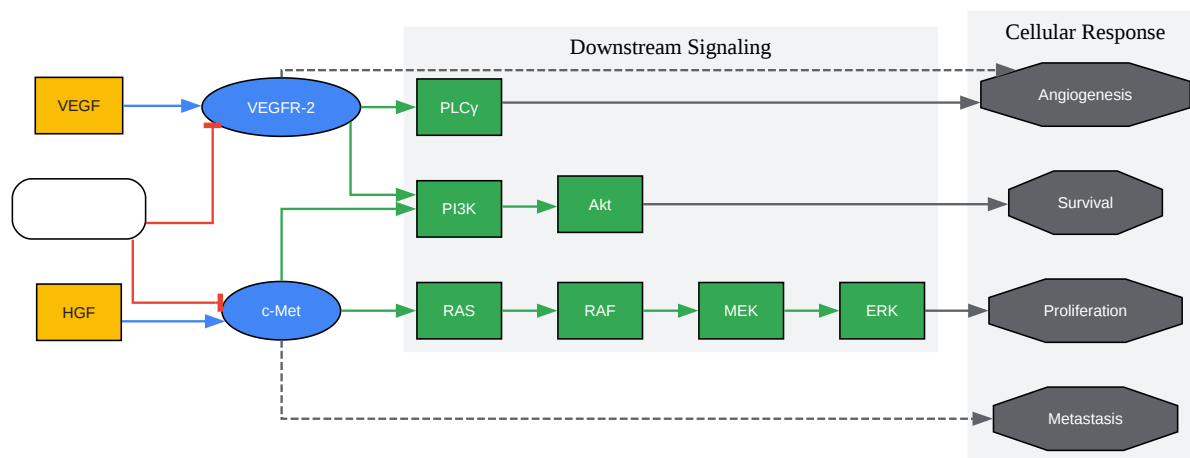 Cellular Response
Downstream Signaling
VEGF
VEGFR-2
PLCγ
Angiogenesis
PI3K
Akt
Survival
HGF
c-Met
RAS
RAF
MEK
ERK
Proliferation
Metastasis